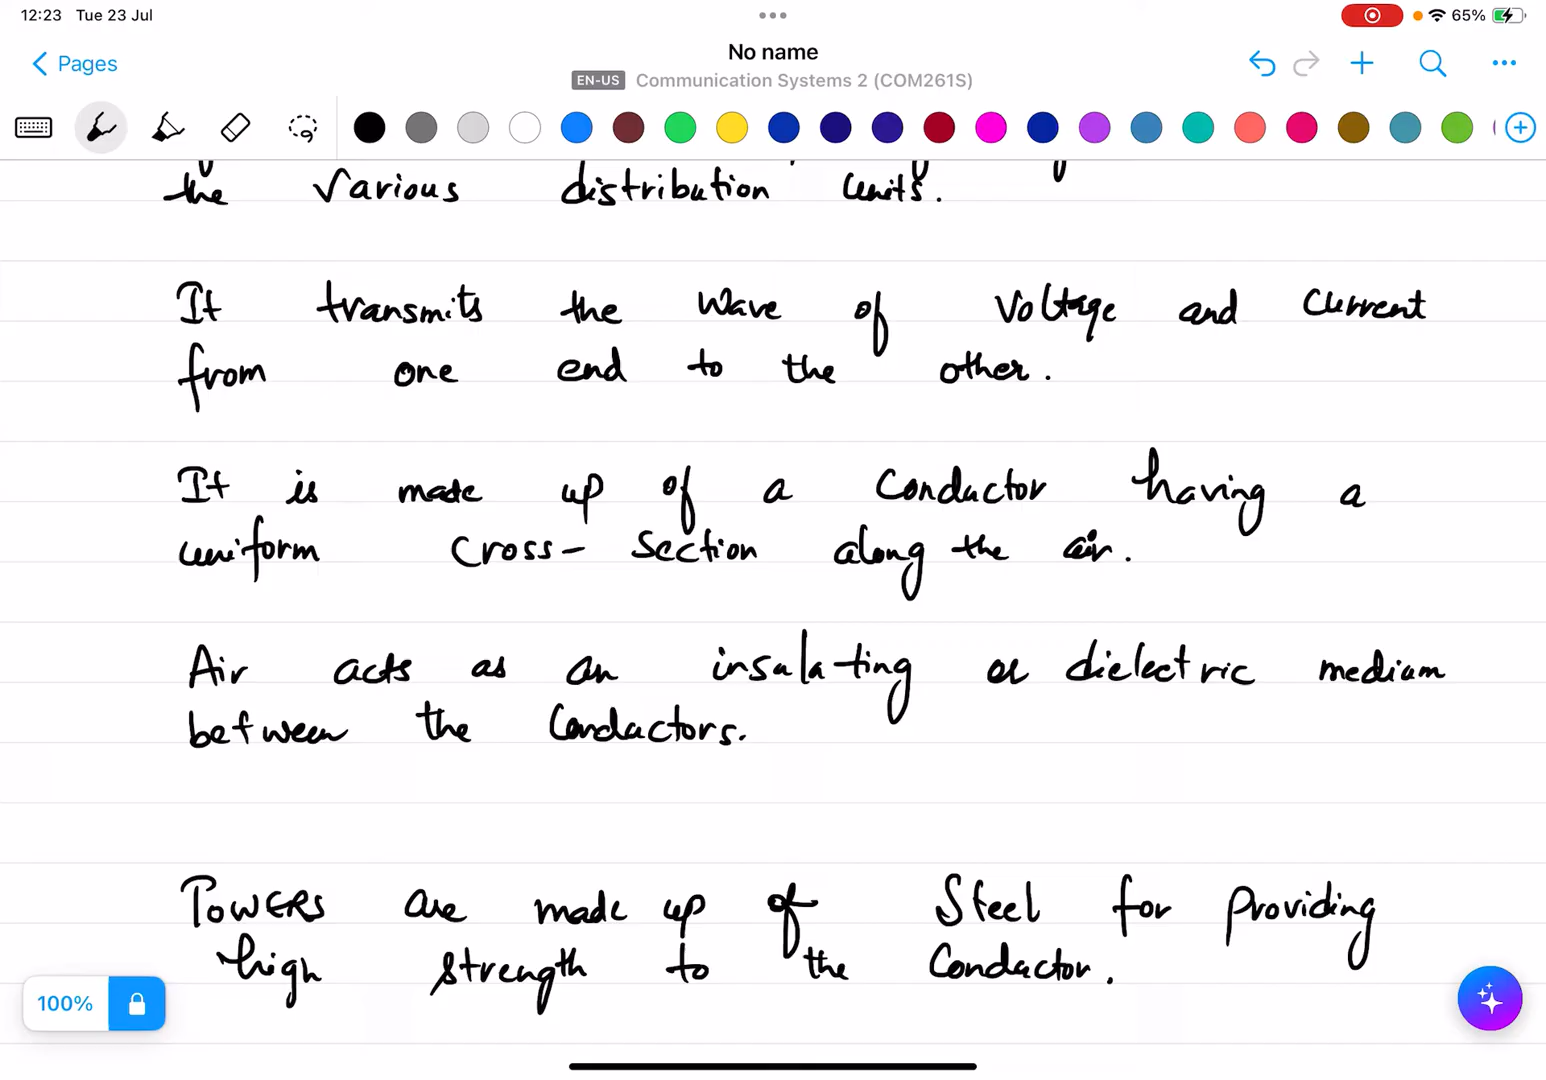 12:23 Tue 23 Jul
65%
Pages
No name
EN-US Communication Systems 2 (COM261S)
the various distribution units.
It transmits the wave of voltage and current
from one end to the other.
It is made up of a conductor having a
uniform cross-section along the air.
Air acts as an insulating or dielectric medium
between the conductors.
TOWERS are made up of Steel for providing
high strength to the conductor.
100%